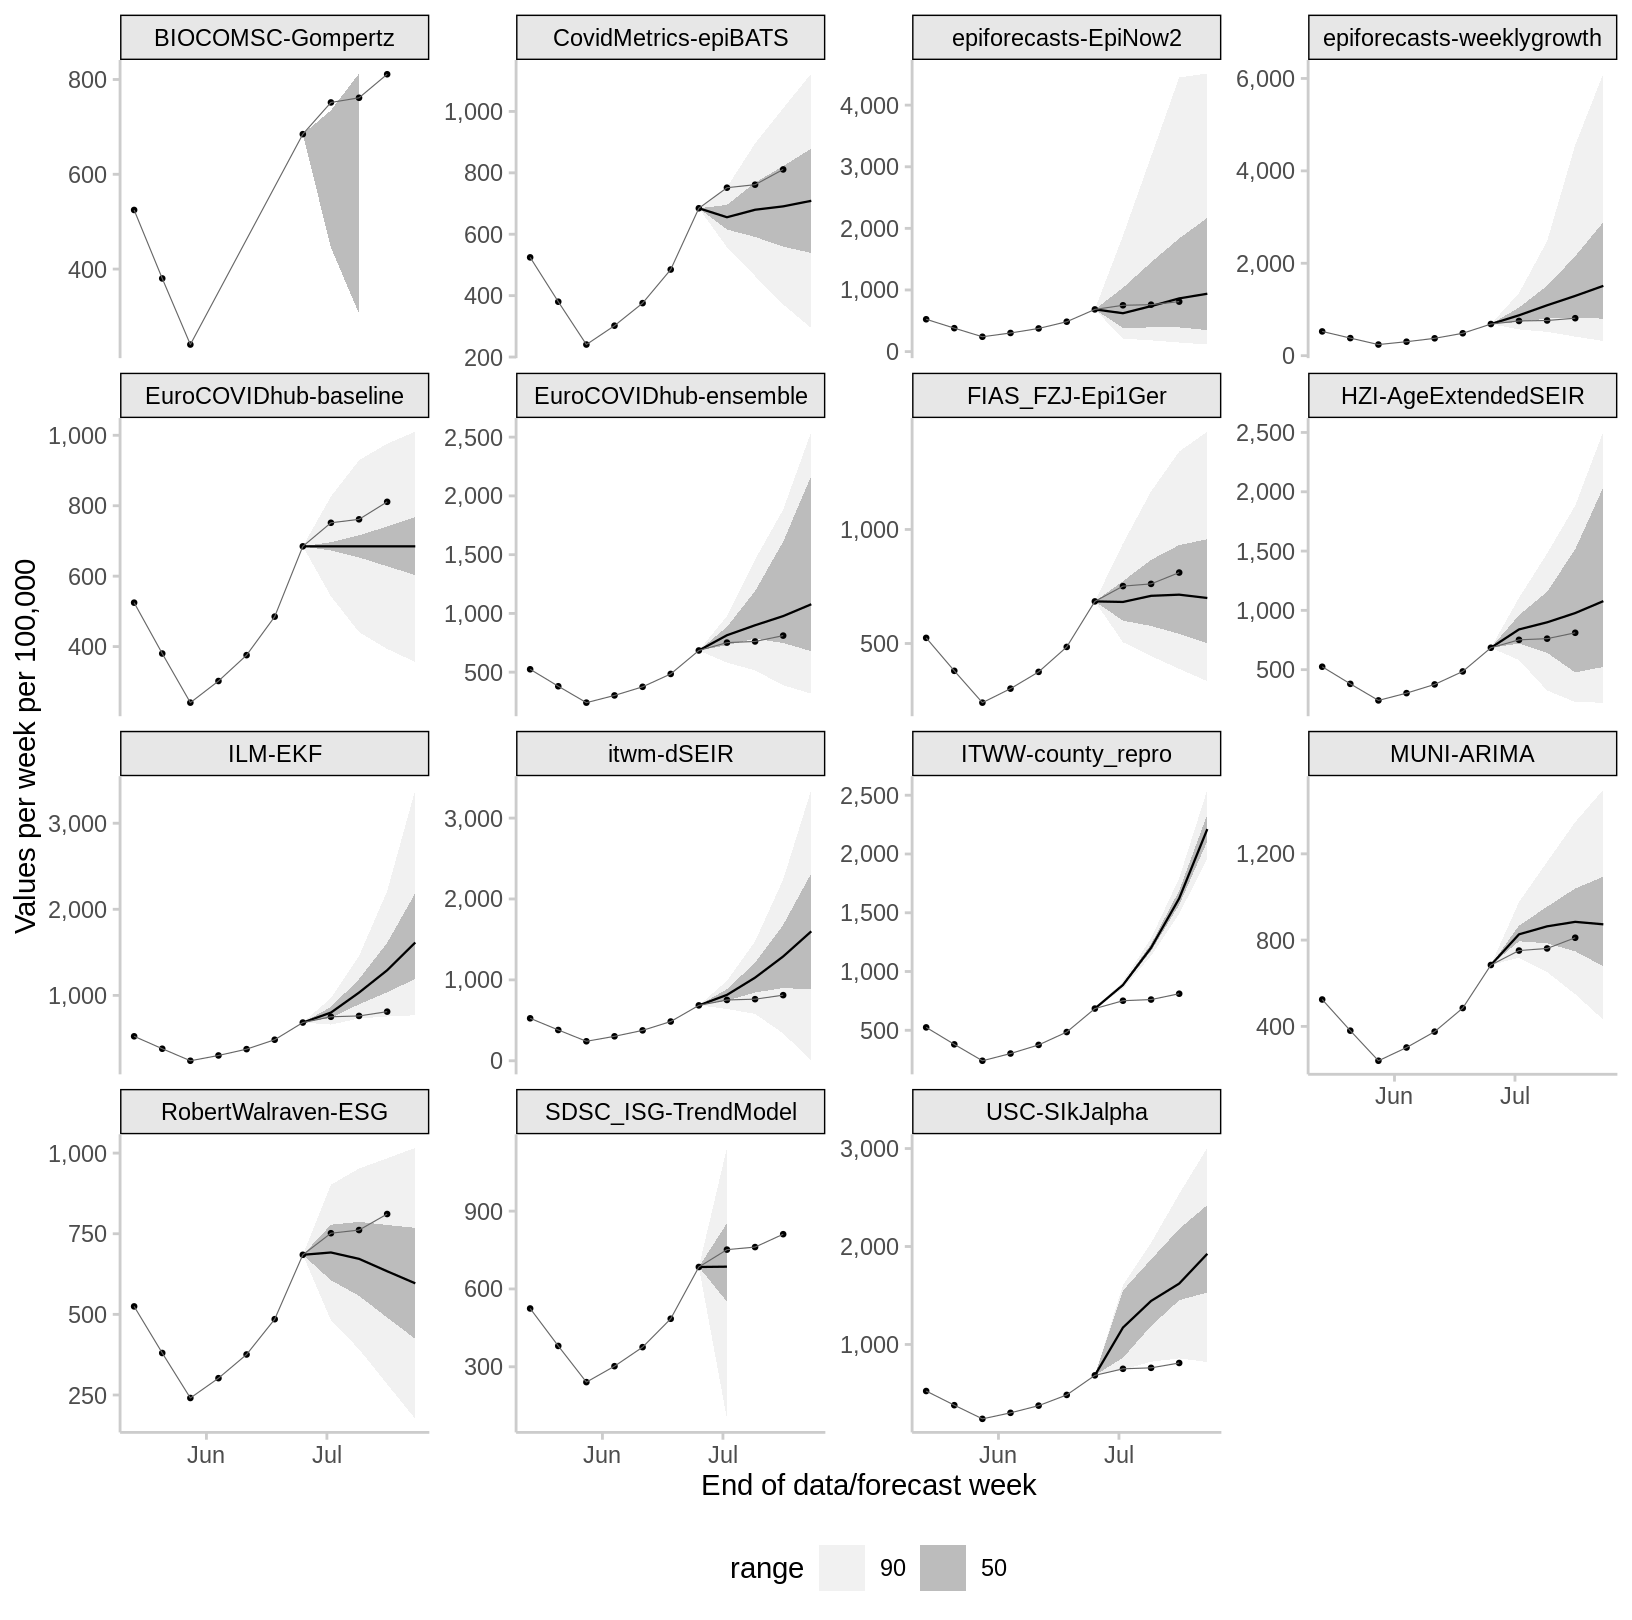 BIOCOMSC-Gompertz
CovidMetrics-epiBATS
epiforecasts-EpiNow2
epiforecasts-weeklygrowth
800
600
400
1,000
800
600
400
200
4,000
3,000
2,000
1,000
0
6,000
4,000
2,000
0
EuroCOVIDhub-baseline
EuroCOVIDhub-ensemble
FIAS_FZJ-Epi1Ger
HZI-AgeExtendedSEIR
1,000
800
600
400
2,500
2,000
1,500
1,000
500
1,000
500
2,500
2,000
1,500
1,000
500
Values per week per 100,000
ILM-EKF
itwm-dSEIR
ITWW-county_repro
MUNI-ARIMA
3,000
2,000
1,000
3,000
2,000
1,000
0
2,500
2,000
1,500
1,000
500
1,200
800
400
Jun
Jul
RobertWalraven-ESG
SDSC_ISG-TrendModel
USC-SIkJalpha
1,000
750
500
250
900
600
300
3,000
2,000
1,000
Jun
Jul
Jun
Jul
Jun
Jul
End of data/forecast week
range
90
50